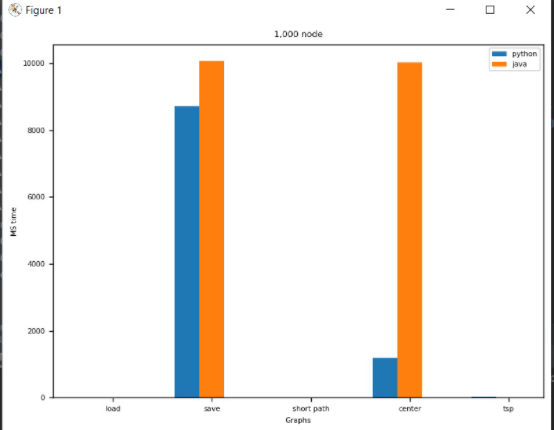 Figure 1
1,000 node
python
java
10000
8000
6000
4000
2000
0
MS time
load save short path center tsp
Graphs